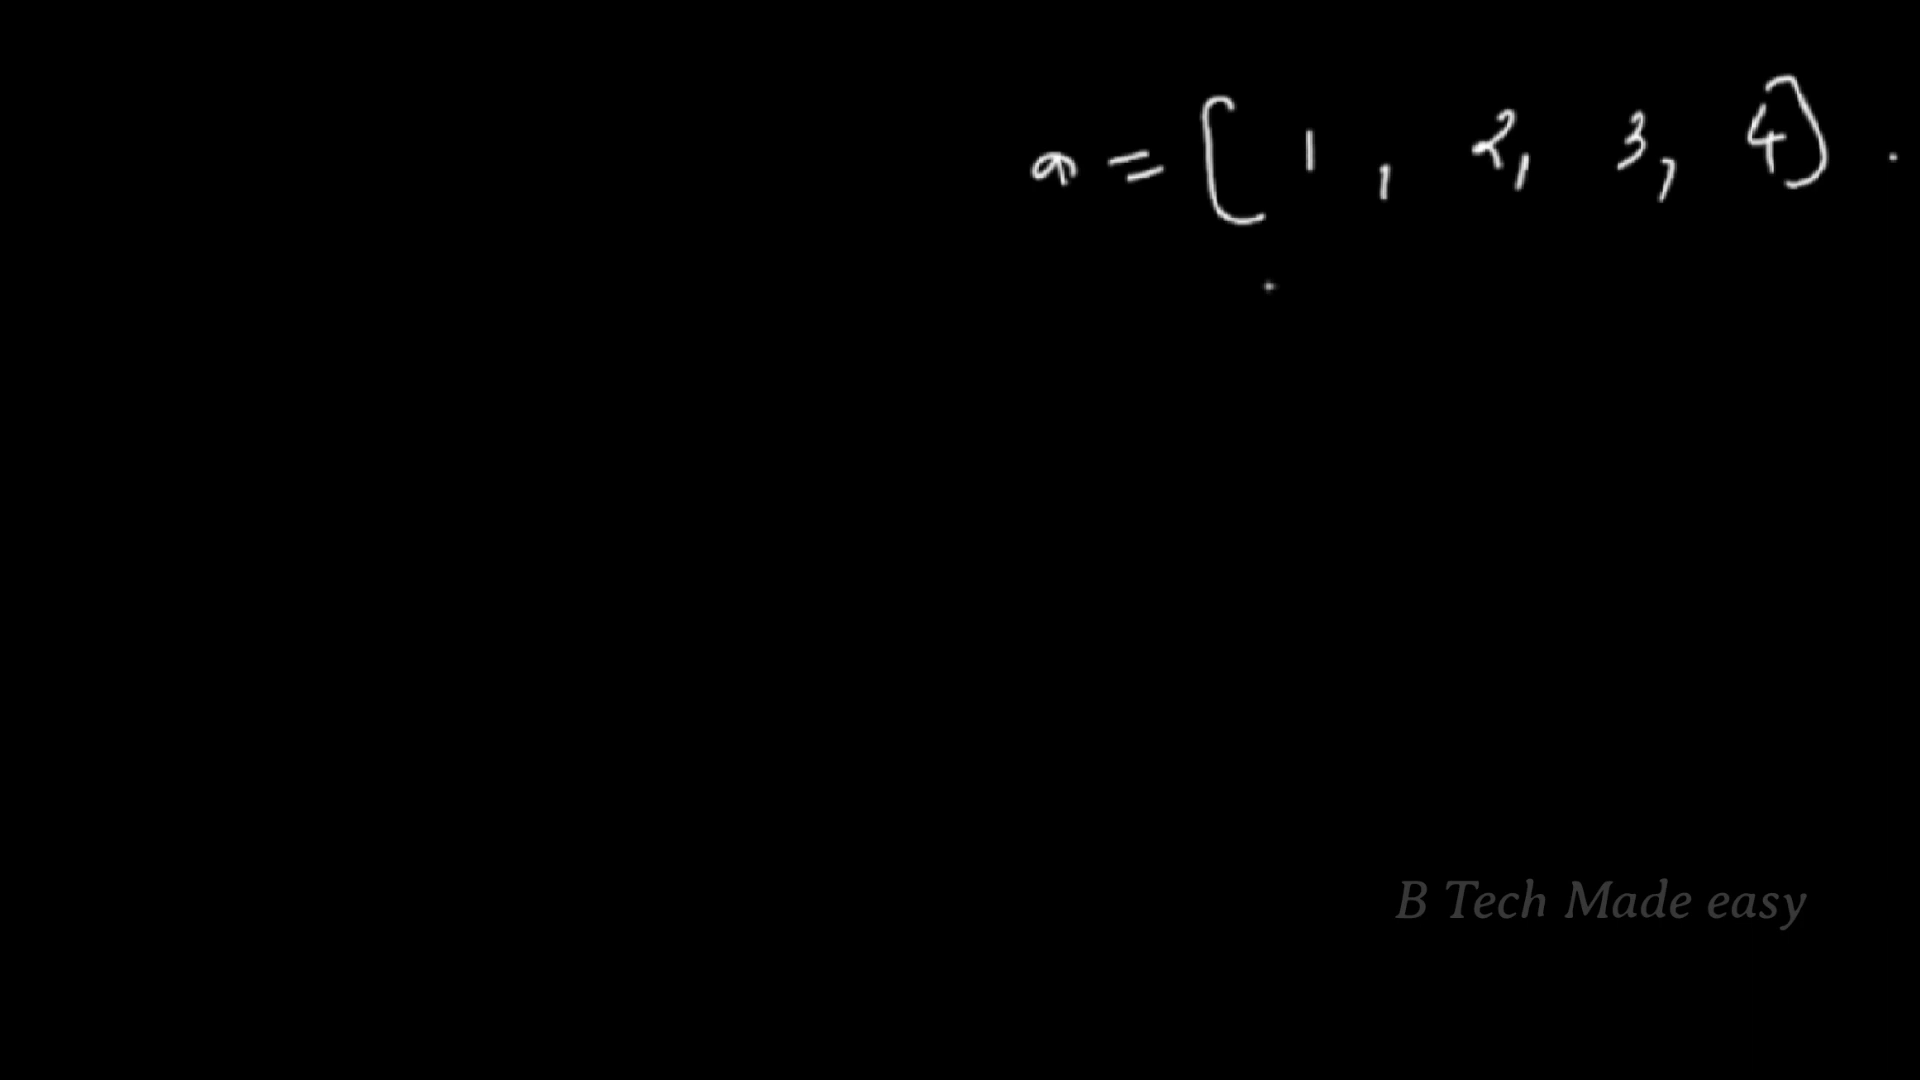 a = [ 1 , 2, 3, 4] .
B Tech Made easy